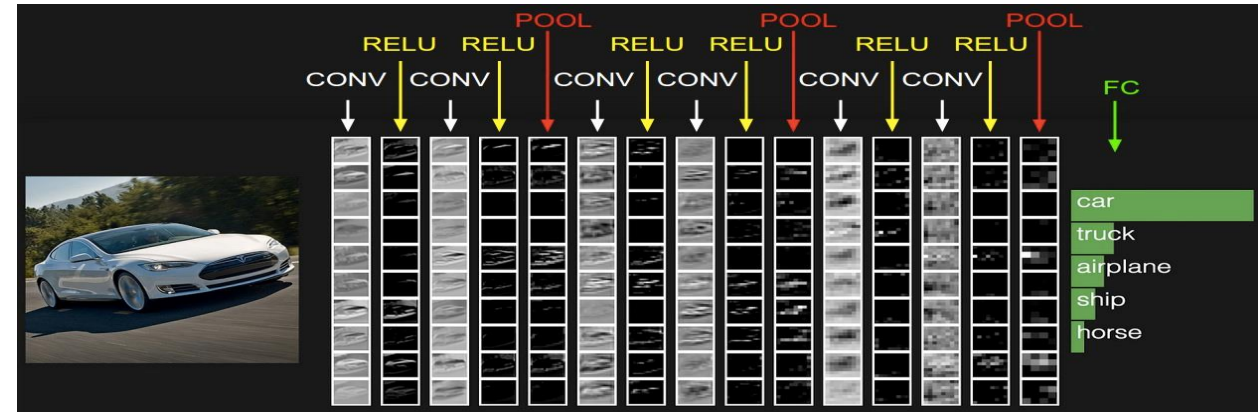 POOL POOL POOL
RELU RELU RELU RELU RELU RELU
CONV CONV CONV CONV CONV CONV
FC
car
truck
airplane
ship
horse